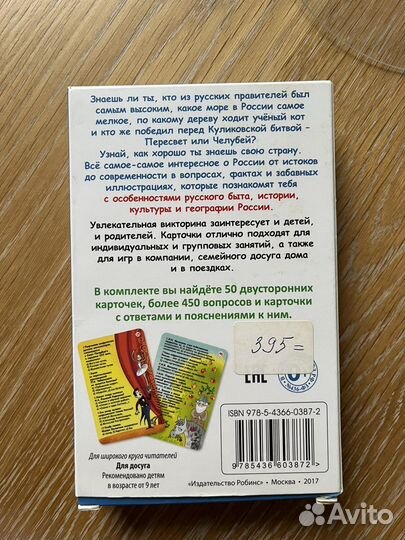 Знаешь ли ты, кто из русских правителей был
самым высоким, какое море в России самое
мелкое, по какому дереву ходит учёный кот
и кто же победил перед Куликовской битвой –
Пересвет или Челубей?
Узнай, как хорошо ты знаешь свою страну.
Всё самое-самое интересное о России от истоков
до современности в вопросах, фактах и забавных
иллюстрациях, которые познакомят тебя
с особенностями русского быта, истории,
культуры и географии России.
Увлекательная викторина заинтересует и детей,
и родителей. Карточки отлично подходят для
индивидуальных и групповых занятий, а также
для игр в компании, семейного досуга дома
и в поездках.
В комплекте вы найдёте 50 двусторонних
карточек, более 450 вопросов и карточки
с ответами и пояснениями к ним.
395=
EAC
ISBN 978-5-4366-0387-2
9 785436 603872 >
Для широкого круга читателей
Для досуга
Рекомендовано детям
в возрасте от 9 лет
«Издательство Робинс» • Москва • 2017
Avito